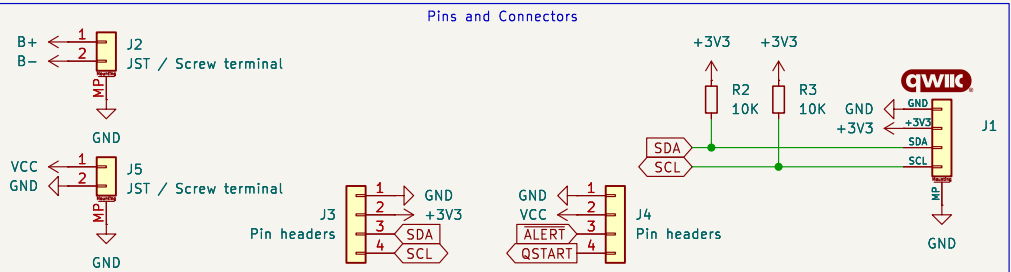 Pins and Connectors
B+ 1
B- 2
J2
JST / Screw terminal
MP
GND
VCC 1
GND 2
J5
JST / Screw terminal
MP
GND
J3
Pin headers
1 GND
2 +3V3
3 SDA
4 SCL
GND 1
VCC 2
ALERT 3
QSTART 4
J4
Pin headers
+3V3 +3V3
R2
10K
R3
10K
SDA
SCL
qwiic
GND GND
+3V3 +3V3
SDA
SCL
J1
MP
GND